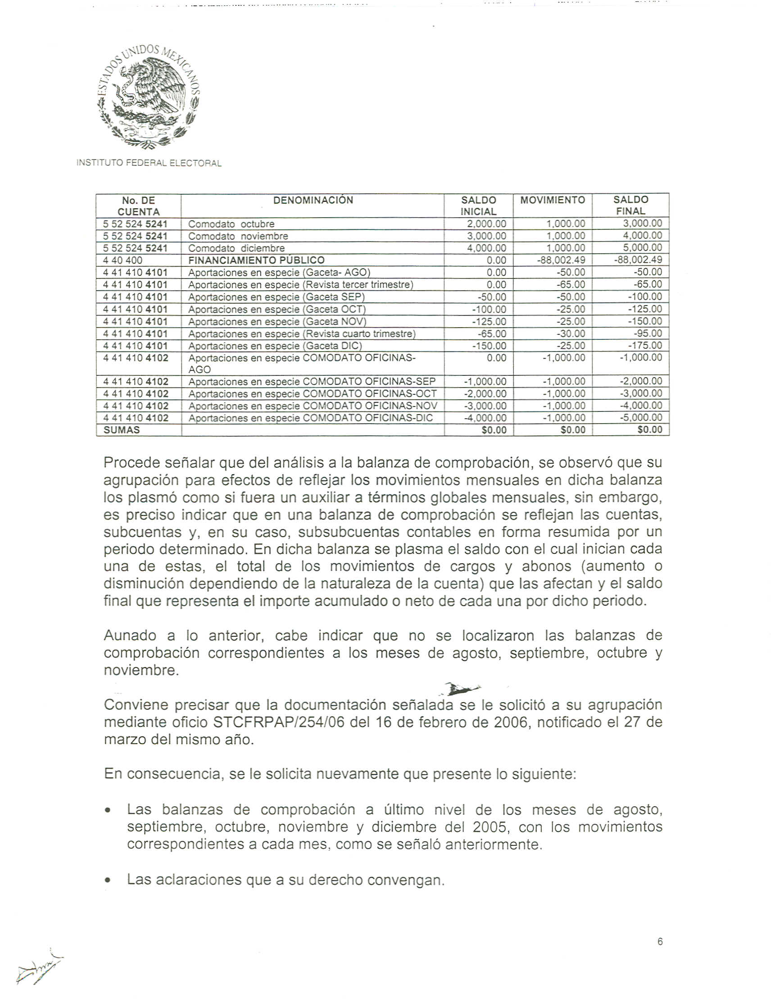 ESTADOS UNIDOS MEXICANOS
INSTITUTO FEDERAL ELECTORAL
No. DE CUENTA DENOMINACIÓN SALDO INICIAL MOVIMIENTO SALDO FINAL
5 52 524 5241 Comodato octubre 2,000.00 1,000.00 3,000.00
5 52 524 5241 Comodato noviembre 3,000.00 1,000.00 4,000.00
5 52 524 5241 Comodato diciembre 4,000.00 1,000.00 5,000.00
4 40 400 FINANCIAMIENTO PÚBLICO 0.00 -88,002.49 -88,002.49
4 41 410 4101 Aportaciones en especie (Gaceta- AGO) 0.00 -50.00 -50.00
4 41 410 4101 Aportaciones en especie (Revista tercer trimestre) 0.00 -65.00 -65.00
4 41 410 4101 Aportaciones en especie (Gaceta SEP) -50.00 -50.00 -100.00
4 41 410 4101 Aportaciones en especie (Gaceta OCT) -100.00 -25.00 -125.00
4 41 410 4101 Aportaciones en especie (Gaceta NOV) -125.00 -25.00 -150.00
4 41 410 4101 Aportaciones en especie (Revista cuarto trimestre) -65.00 -30.00 -95.00
4 41 410 4101 Aportaciones en especie (Gaceta DIC) -150.00 -25.00 -175.00
4 41 410 4102 Aportaciones en especie COMODATO OFICINAS- AGO 0.00 -1,000.00 -1,000.00
4 41 410 4102 Aportaciones en especie COMODATO OFICINAS-SEP -1,000.00 -1,000.00 -2,000.00
4 41 410 4102 Aportaciones en especie COMODATO OFICINAS-OCT -2,000.00 -1,000.00 -3,000.00
4 41 410 4102 Aportaciones en especie COMODATO OFICINAS-NOV -3,000.00 -1,000.00 -4,000.00
4 41 410 4102 Aportaciones en especie COMODATO OFICINAS-DIC -4,000.00 -1,000.00 -5,000.00
SUMAS $0.00 $0.00 $0.00
Procede señalar que del análisis a la balanza de comprobación, se observó que su
agrupación para efectos de reflejar los movimientos mensuales en dicha balanza
los plasmó como si fuera un auxiliar a términos globales mensuales, sin embargo,
es preciso indicar que en una balanza de comprobación se reflejan las cuentas,
subcuentas y, en su caso, subsubcuentas contables en forma resumida por un
periodo determinado. En dicha balanza se plasma el saldo con el cual inician cada
una de estas, el total de los movimientos de cargos y abonos (aumento o
disminución dependiendo de la naturaleza de la cuenta) que las afectan y el saldo
final que representa el importe acumulado o neto de cada una por dicho periodo.
Aunado a lo anterior, cabe indicar que no se localizaron las balanzas de
comprobación correspondientes a los meses de agosto, septiembre, octubre y
noviembre.
Conviene precisar que la documentación señalada se le solicitó a su agrupación
mediante oficio STCFRPAP/254/06 del 16 de febrero de 2006, notificado el 27 de
marzo del mismo año.
En consecuencia, se le solicita nuevamente que presente lo siguiente:
• Las balanzas de comprobación a último nivel de los meses de agosto,
septiembre, octubre, noviembre y diciembre del 2005, con los movimientos
correspondientes a cada mes, como se señaló anteriormente.
• Las aclaraciones que a su derecho convengan.
6